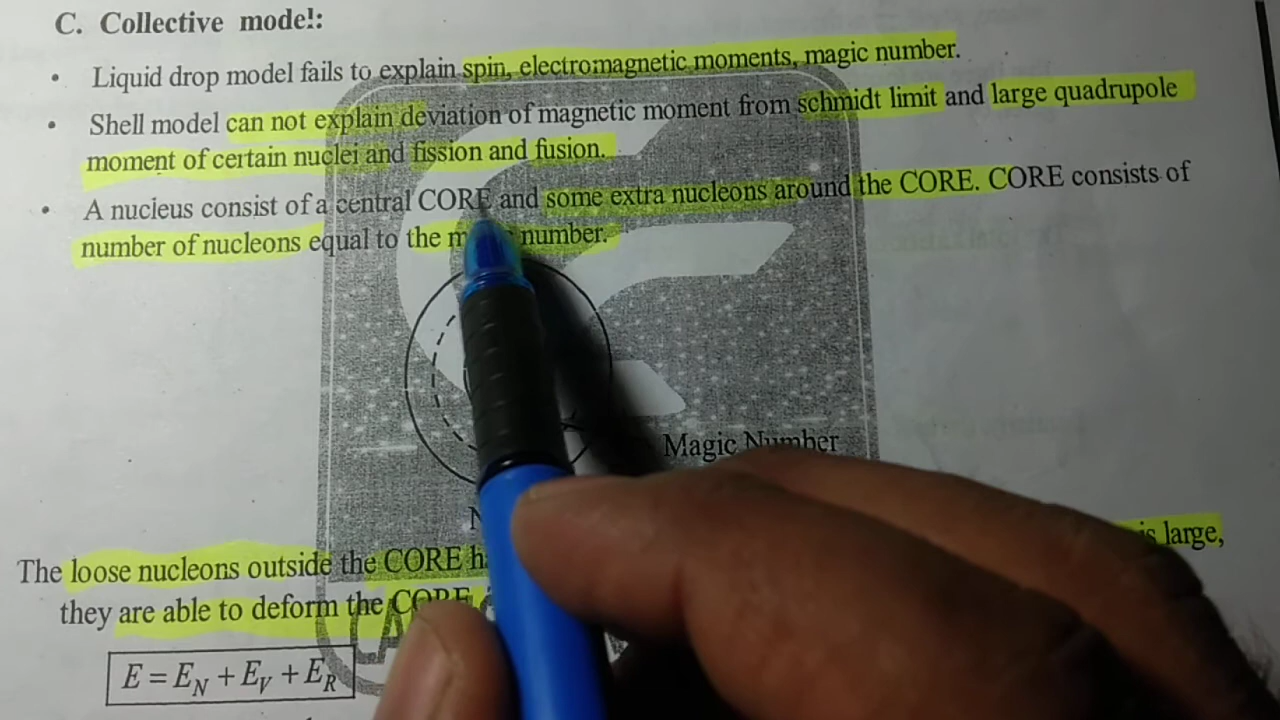 C. Collective model:
• Liquid drop model fails to explain spin, electromagnetic moments, magic number.
• Shell model can not explain deviation of magnetic moment from schmidt limit and large quadrupole
moment of certain nuclei and fission and fusion.
• A nucleus consist of a central CORE and some extra nucleons around the CORE. CORE consists of
number of nucleons equal to the number.
Magic Number
The loose nucleons outside the CORE is large,
they are able to deform the CORE
E = E_N + E_V + E_R